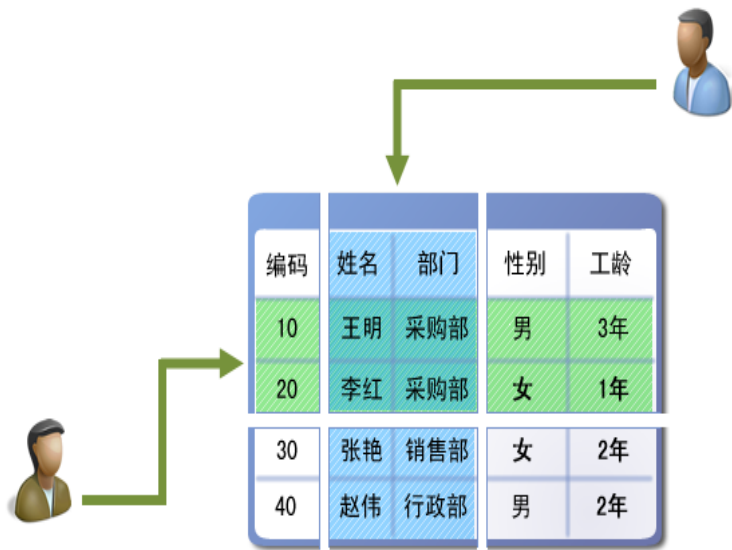 编码 姓名 部门 性别 工龄
10 王明 采购部 男 3年
20 李红 采购部 女 1年
30 张艳 销售部 女 2年
40 赵伟 行政部 男 2年